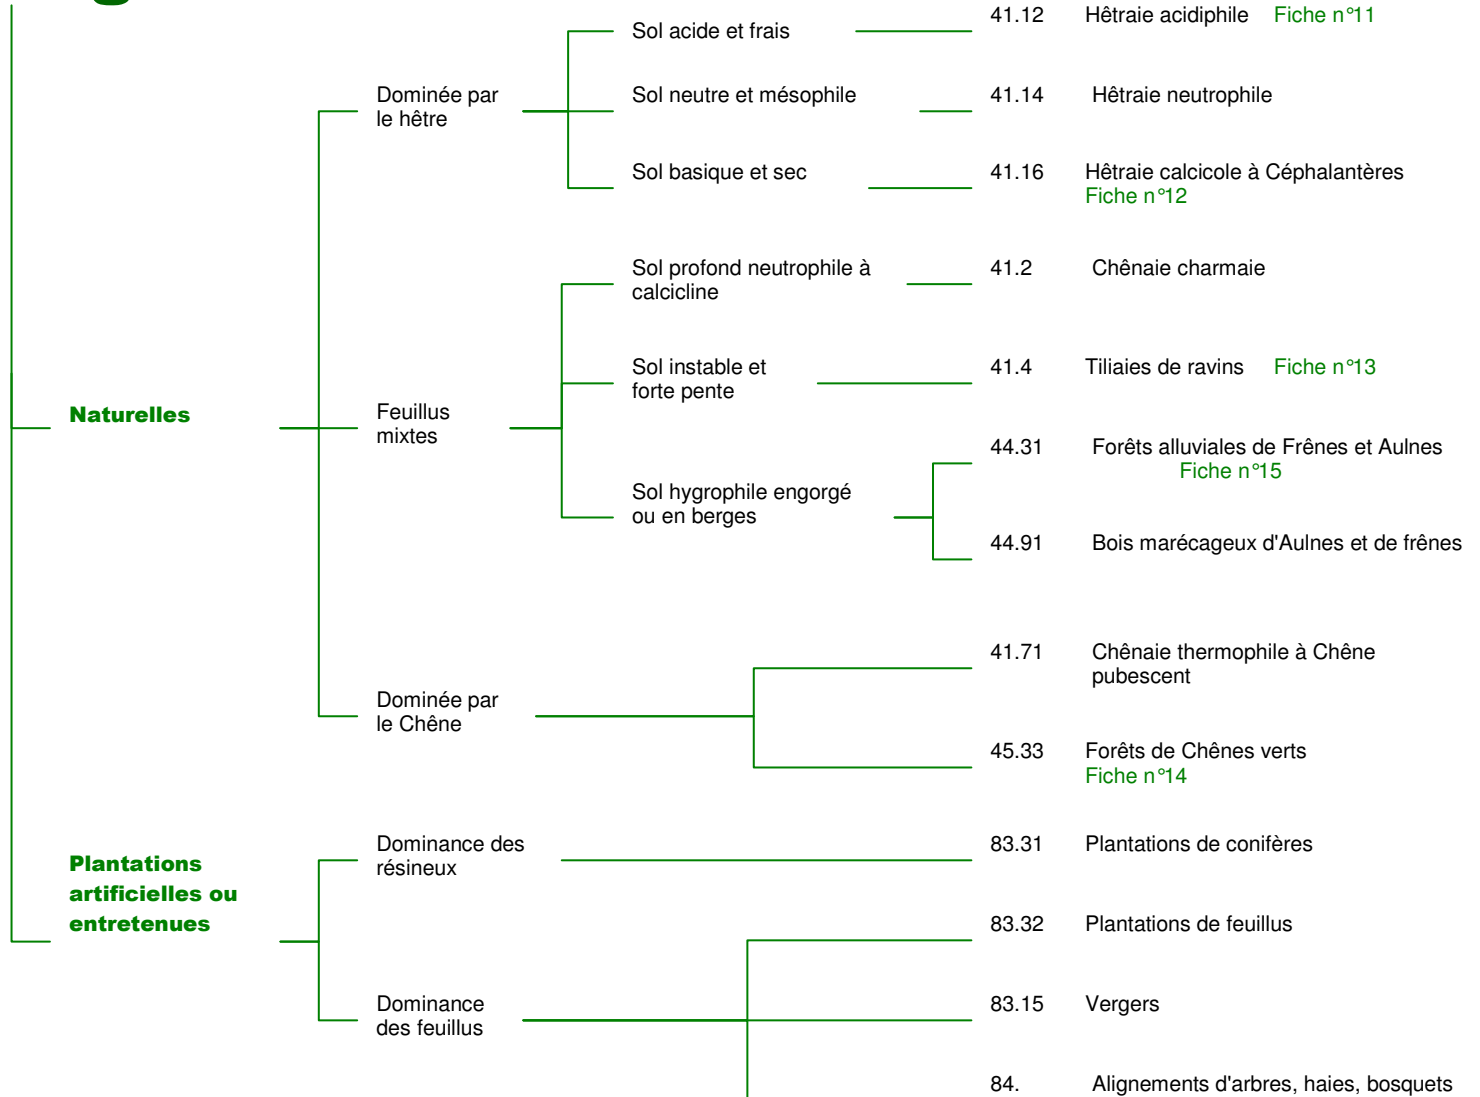 41.12 Hêtraie acidiphile Fiche n°11
Sol acide et frais
Dominée par
le hêtre
Sol neutre et mésophile
41.14 Hêtraie neutrophile
Sol basique et sec
41.16 Hêtraie calcicole à Céphalantères
Fiche n°12
Sol profond neutrophile à
calcicline
41.2 Chênaie charmaie
Sol instable et
forte pente
41.4 Tiliaies de ravins Fiche n°13
Naturelles
Feuillus
mixtes
44.31 Forêts alluviales de Frênes et Aulnes
Fiche n°15
Sol hygrophile engorgé
ou en berges
44.91 Bois marécageux d'Aulnes et de frênes
41.71 Chênaie thermophile à Chêne
pubescent
Dominée par
le Chêne
45.33 Forêts de Chênes verts
Fiche n°14
Plantations
artificielles ou
entretenues
Dominance des
résineux
83.31 Plantations de conifères
83.32 Plantations de feuillus
Dominance
des feuillus
83.15 Vergers
84. Alignements d'arbres, haies, bosquets